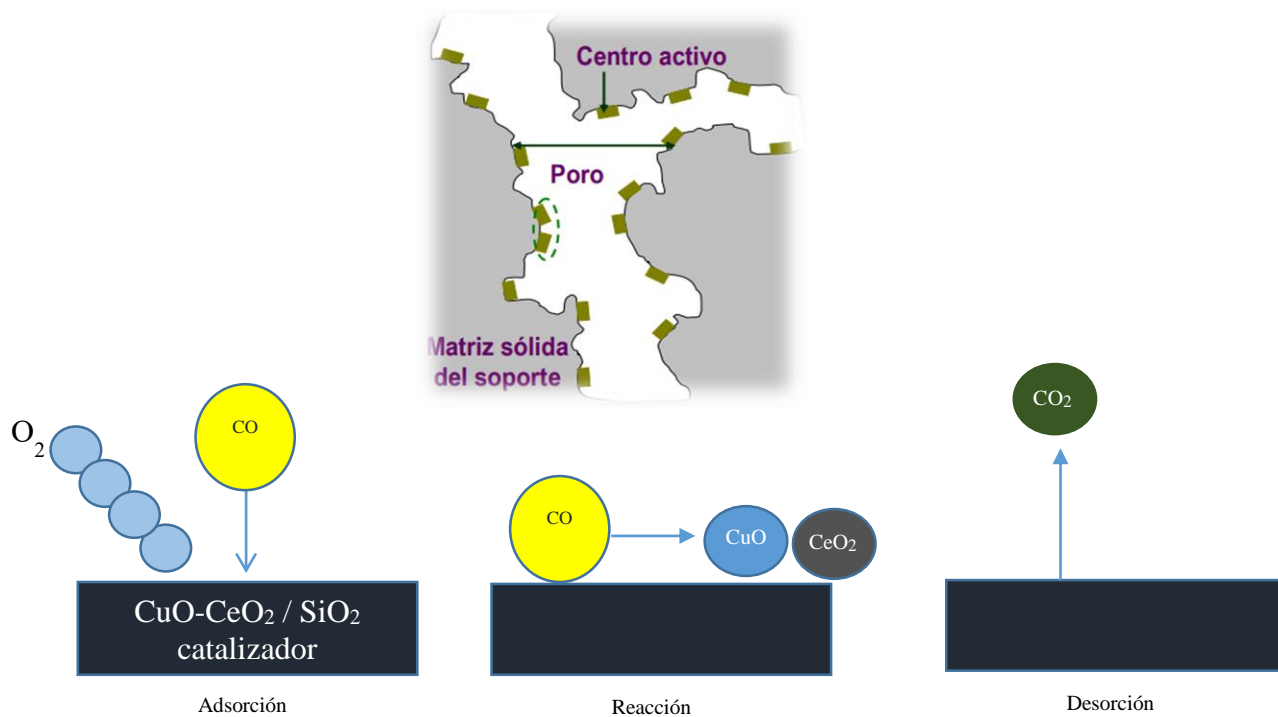 Centro activo
Poro
Matriz sólida
del soporte
O2
CO
CuO-CeO2 / SiO2
catalizador
Adsorción
CO
CuO
CeO2
Reacción
CO2
Desorción